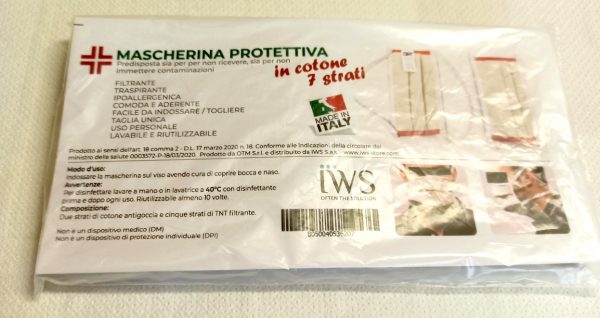 MASCHERINA PROTETTIVA
Predisposta sia per per non ricevere, sia per non
immettere contaminazioni
in cotone
7 strati
FILTRANTE
TRASPIRANTE
IPOALLERGENICA
COMODA E ADERENTE
FACILE DA INDOSSARE / TOGLIERE
TAGLIA UNICA
USO PERSONALE
LAVABILE E RIUTILIZZABILE
MADE IN
ITALY
Prodotto ai sensi dell'art. 18 comma 2 - D.L. 17 marzo 2020 n. 18. Conforme alle indicazioni della circolare del
ministro della salute 0003572-P-18/03/2020. Prodotto da OTM S.r.l. e distribuito da IWS S.a.s. - www.iws-store.com
Modo d'uso:
Indossare la mascherina sul viso avendo cura di coprire bocca e naso.
Avvertenze:
Per disinfettare lavare a mano o in lavatrice a 40°C con disinfettante
prima e dopo ogni uso. Riutilizzabile almeno 10 volte.
Composizione:
Due strati di cotone antigoccia e cinque strati di TNT filtrante.
Non è un dispositivo medico (DM)
Non è un dispositivo di protezione individuale (DPI)
iWS
OFTEN THE SOLUTION